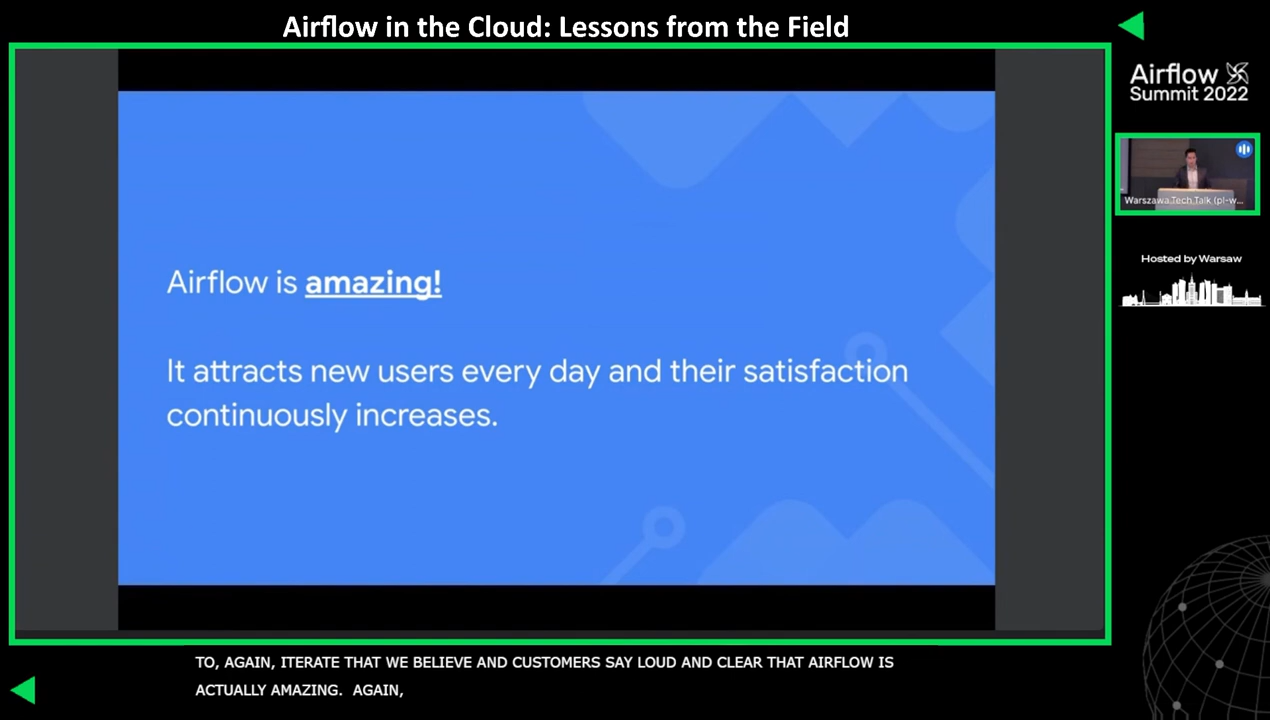 Airflow in the Cloud: Lessons from the Field
Airflow
Summit 2022
Warszawa.Tech.Talk (pl-w...
Hosted by Warsaw
Airflow is amazing!
It attracts new users every day and their satisfaction
continuously increases.
TO, AGAIN, ITERATE THAT WE BELIEVE AND CUSTOMERS SAY LOUD AND CLEAR THAT AIRFLOW IS
ACTUALLY AMAZING.  AGAIN,